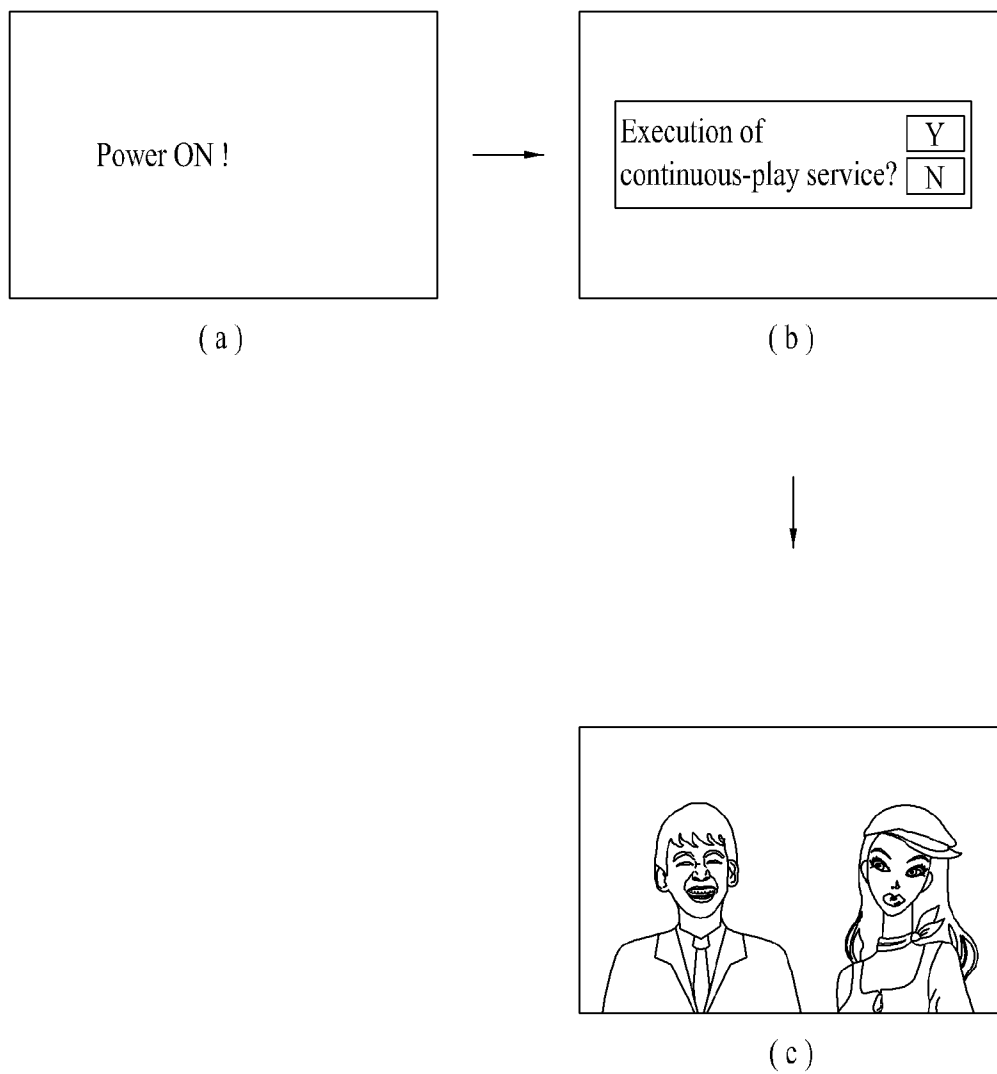 Power ON !
Execution of
continuous-play service?
Y
N
( a )
( b )
( c )